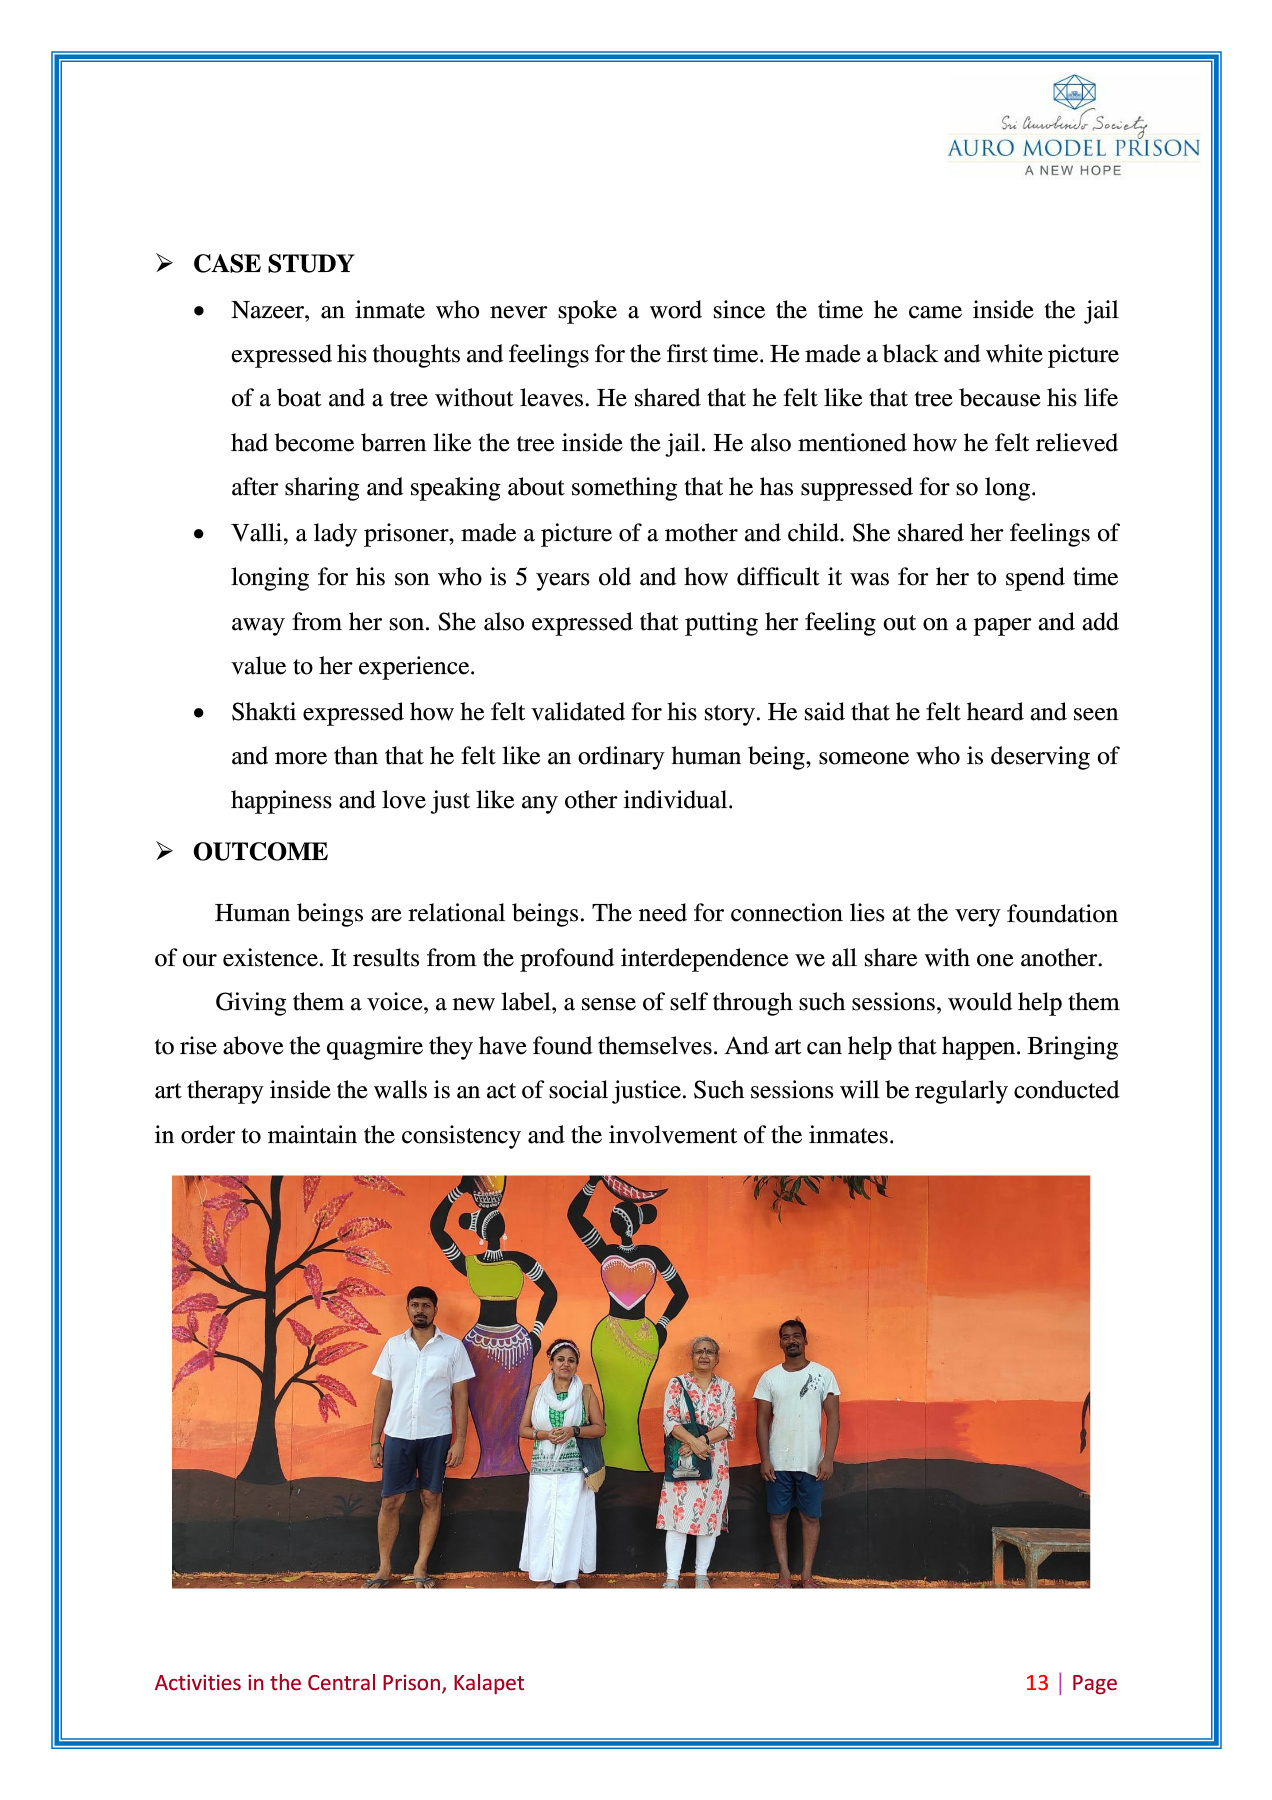 Sri Aurobindo Society
AURO MODEL PRISON
A NEW HOPE
➢ CASE STUDY
• Nazeer, an inmate who never spoke a word since the time he came inside the jail
expressed his thoughts and feelings for the first time. He made a black and white picture
of a boat and a tree without leaves. He shared that he felt like that tree because his life
had become barren like the tree inside the jail. He also mentioned how he felt relieved
after sharing and speaking about something that he has suppressed for so long.
• Valli, a lady prisoner, made a picture of a mother and child. She shared her feelings of
longing for his son who is 5 years old and how difficult it was for her to spend time
away from her son. She also expressed that putting her feeling out on a paper and add
value to her experience.
• Shakti expressed how he felt validated for his story. He said that he felt heard and seen
and more than that he felt like an ordinary human being, someone who is deserving of
happiness and love just like any other individual.
➢ OUTCOME
Human beings are relational beings. The need for connection lies at the very foundation
of our existence. It results from the profound interdependence we all share with one another.
Giving them a voice, a new label, a sense of self through such sessions, would help them
to rise above the quagmire they have found themselves. And art can help that happen. Bringing
art therapy inside the walls is an act of social justice. Such sessions will be regularly conducted
in order to maintain the consistency and the involvement of the inmates.
Activities in the Central Prison, Kalapet 13 | Page